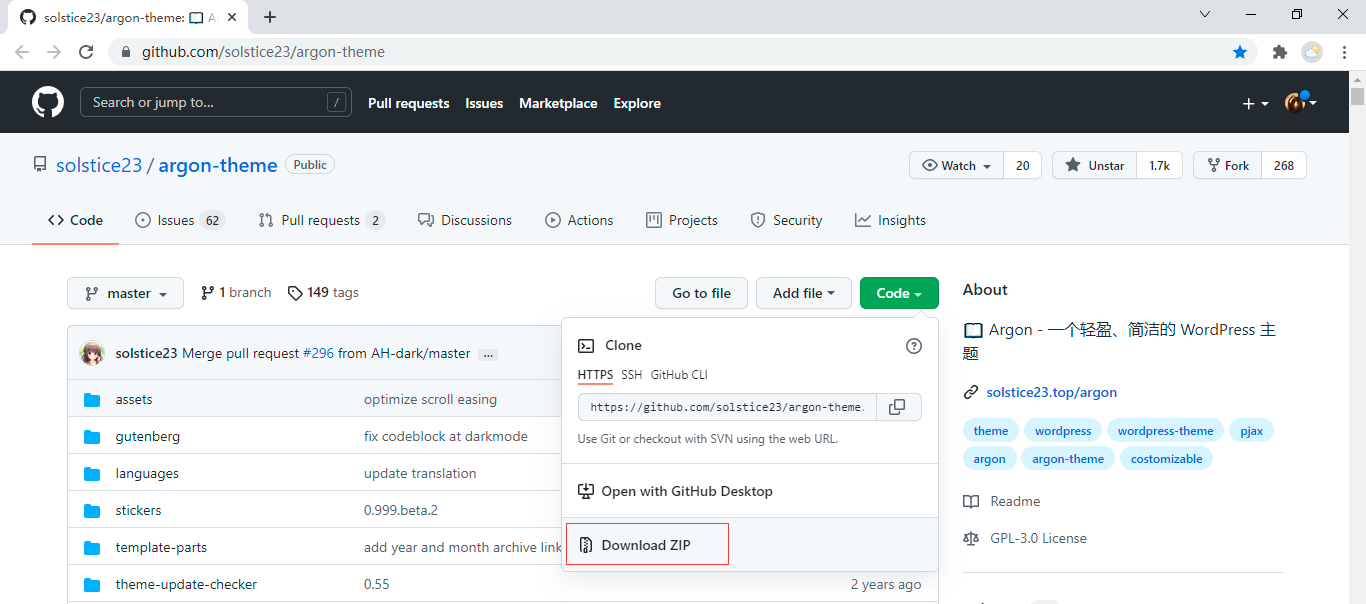 solstice23/argon-theme: 📖 A
github.com/solstice23/argon-theme
Search or jump to... / Pull requests Issues Marketplace Explore
solstice23 / argon-theme Public Watch 20 Unstar 1.7k Fork 268
Code Issues 62 Pull requests 2 Discussions Actions Projects Security Insights
master 1 branch 149 tags Go to file Add file Code
solstice23 Merge pull request #296 from AH-dark/master ...
assets optimize scroll easing
gutenberg fix codeblock at darkmode
languages update translation
stickers 0.999.beta.2
template-parts add year and month archive link
theme-update-checker 0.55 2 years ago
Clone
HTTPS SSH GitHub CLI
https://github.com/solstice23/argon-theme.
Use Git or checkout with SVN using the web URL.
Open with GitHub Desktop
Download ZIP
About
📖 Argon - 一个轻盈、简洁的 WordPress 主
题
solstice23.top/argon
theme wordpress wordpress-theme pjax
argon argon-theme costomizable
Readme
GPL-3.0 License